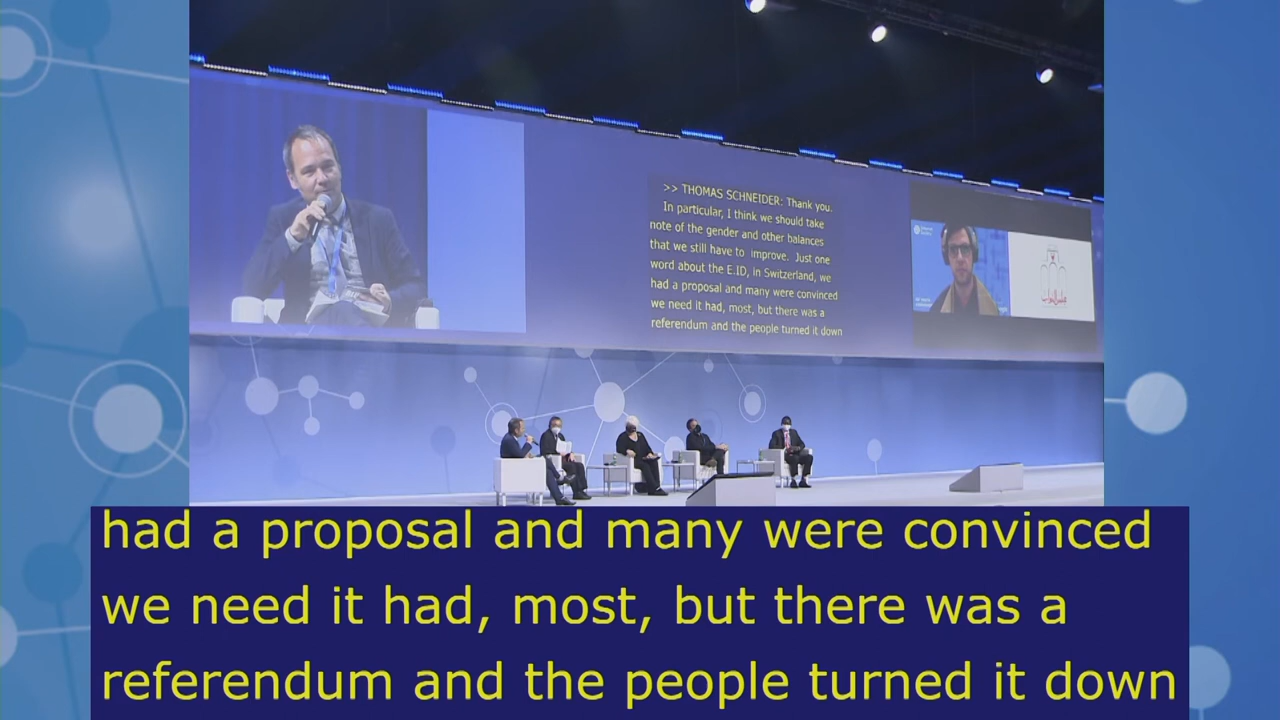 >> THOMAS SCHNEIDER: Thank you.
In particular, I think we should take
note of the gender and other balances
that we still have to improve. Just one
word about the E.ID, in Switzerland, we
had a proposal and many were convinced
we need it had, most, but there was a
referendum and the people turned it down
had a proposal and many were convinced
we need it had, most, but there was a
referendum and the people turned it down